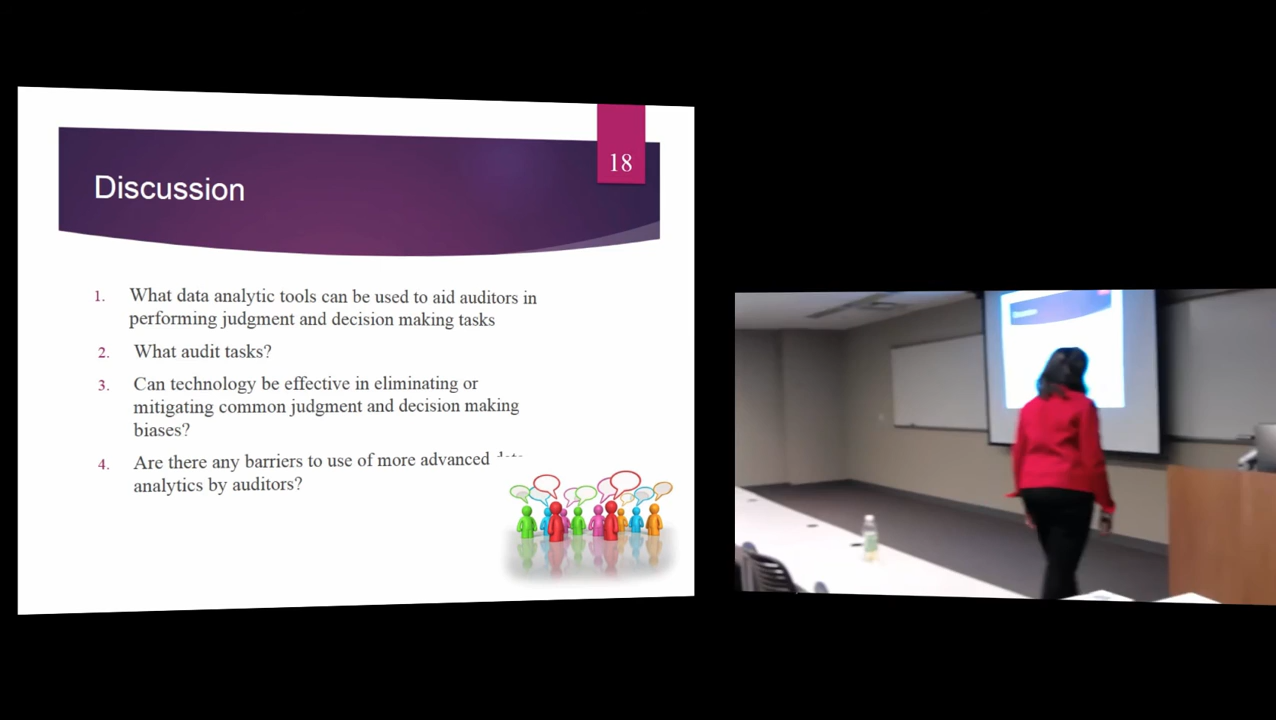 18
Discussion
1. What data analytic tools can be used to aid auditors in
performing judgment and decision making tasks
2. What audit tasks?
3. Can technology be effective in eliminating or
mitigating common judgment and decision making
biases?
4. Are there any barriers to use of more advanced
analytics by auditors?
Discussion